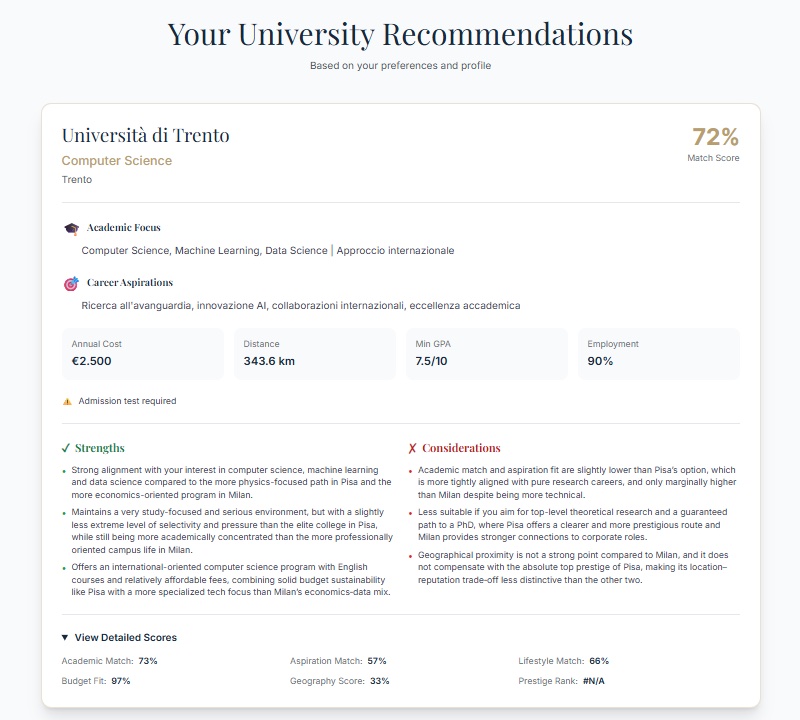 Your University Recommendations
Based on your preferences and profile
Università di Trento
72%
Computer Science
Match Score
Trento
Academic Focus
Computer Science, Machine Learning, Data Science | Approccio internazionale
Career Aspirations
Ricerca all'avanguardia, innovazione AI, collaborazioni internazionali, eccellenza accademica
Annual Cost
€2.500
Distance
343.6 km
Min GPA
7.5/10
Employment
90%
Admission test required
✓ Strengths
• Strong alignment with your interest in computer science, machine learning
and data science compared to the more physics-focused path in Pisa and the
more economics-oriented program in Milan.
• Maintains a very study-focused and serious environment, but with a slightly
less extreme level of selectivity and pressure than the elite college in Pisa,
while still being more academically concentrated than the more professionally
oriented campus life in Milan.
• Offers an international-oriented computer science program with English
courses and relatively affordable fees, combining solid budget sustainability
like Pisa with a more specialized tech focus than Milan's economics-data mix.
✗ Considerations
• Academic match and aspiration fit are slightly lower than Pisa's option, which
is more tightly aligned with pure research careers, and only marginally higher
than Milan despite being more technical.
• Less suitable if you aim for top-level theoretical research and a guaranteed
path to a PhD, where Pisa offers a clearer and more prestigious route and
Milan provides stronger connections to corporate roles.
• Geographical proximity is not a strong point compared to Milan, and it does
not compensate with the absolute top prestige of Pisa, making its location–
reputation trade-off less distinctive than the other two.
▼ View Detailed Scores
Academic Match: 73%
Aspiration Match: 57%
Lifestyle Match: 66%
Budget Fit: 97%
Geography Score: 33%
Prestige Rank: #N/A